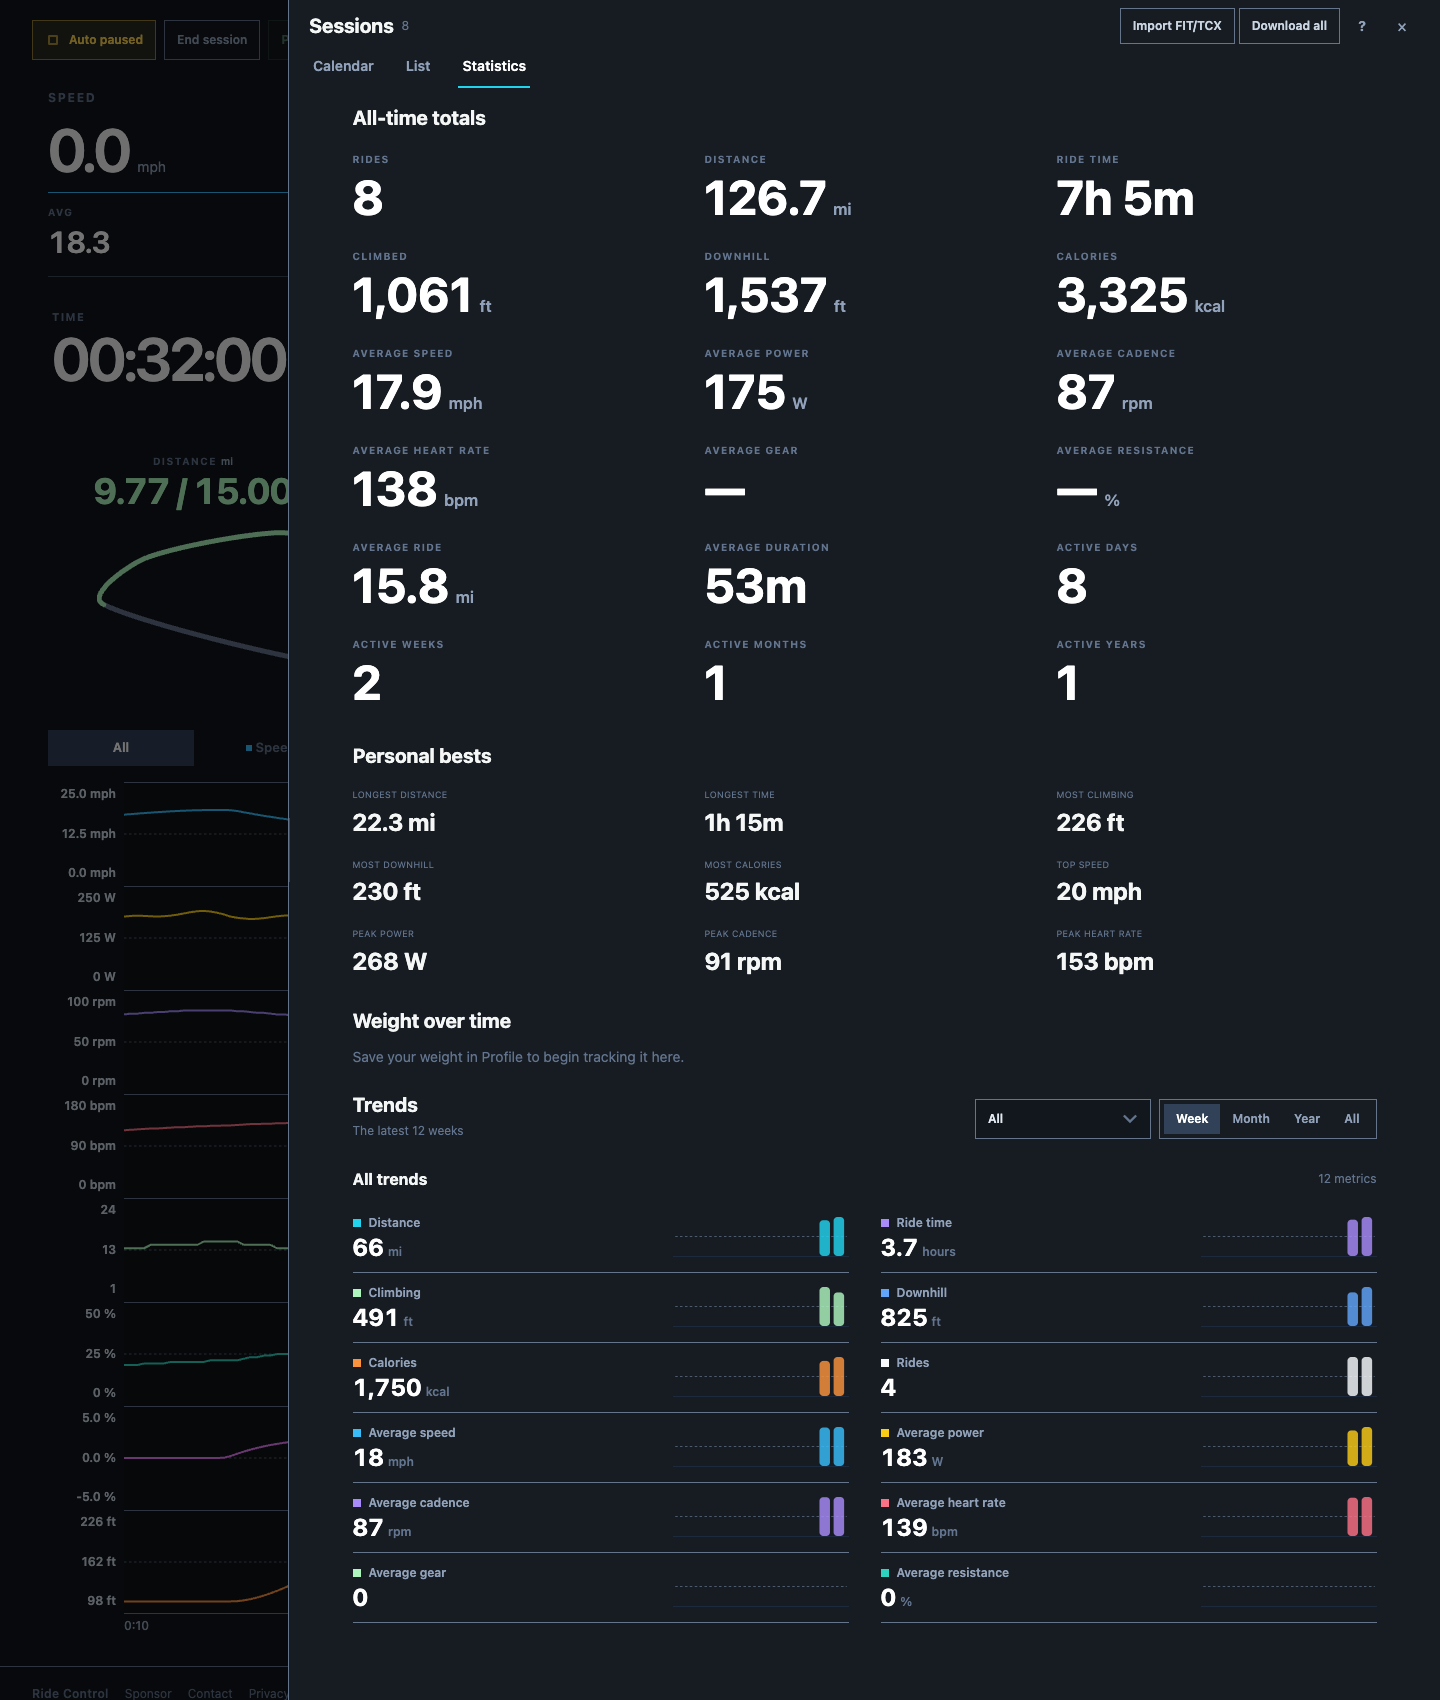 Auto paused
End session
SPEED
0.0 mph
AVG
18.3
TIME
00:32:00
DISTANCE mi
9.77 / 15.00
All
25.0 mph
12.5 mph
0.0 mph
250 W
125 W
0 W
100 rpm
50 rpm
0 rpm
180 bpm
90 bpm
0 bpm
24
13
1
50 %
25 %
0 %
5.0 %
0.0 %
-5.0 %
226 ft
162 ft
98 ft
0:10
Ride Control Sponsor Contact Privacy
Sessions 8
Import FIT/TCX Download all ? ×
Calendar List Statistics
All-time totals
RIDES DISTANCE RIDE TIME
8 126.7 mi 7h 5m
CLIMBED DOWNHILL CALORIES
1,061 ft 1,537 ft 3,325 kcal
AVERAGE SPEED AVERAGE POWER AVERAGE CADENCE
17.9 mph 175 W 87 rpm
AVERAGE HEART RATE AVERAGE GEAR AVERAGE RESISTANCE
138 bpm — — %
AVERAGE RIDE AVERAGE DURATION ACTIVE DAYS
15.8 mi 53m 8
ACTIVE WEEKS ACTIVE MONTHS ACTIVE YEARS
2 1 1
Personal bests
LONGEST DISTANCE LONGEST TIME MOST CLIMBING
22.3 mi 1h 15m 226 ft
MOST DOWNHILL MOST CALORIES TOP SPEED
230 ft 525 kcal 20 mph
PEAK POWER PEAK CADENCE PEAK HEART RATE
268 W 91 rpm 153 bpm
Weight over time
Save your weight in Profile to begin tracking it here.
Trends
The latest 12 weeks
All
Week Month Year All
All trends 12 metrics
Distance Ride time
66 mi 3.7 hours
Climbing Downhill
491 ft 825 ft
Calories Rides
1,750 kcal 4
Average speed Average power
18 mph 183 W
Average cadence Average heart rate
87 rpm 139 bpm
Average gear Average resistance
0 0 %